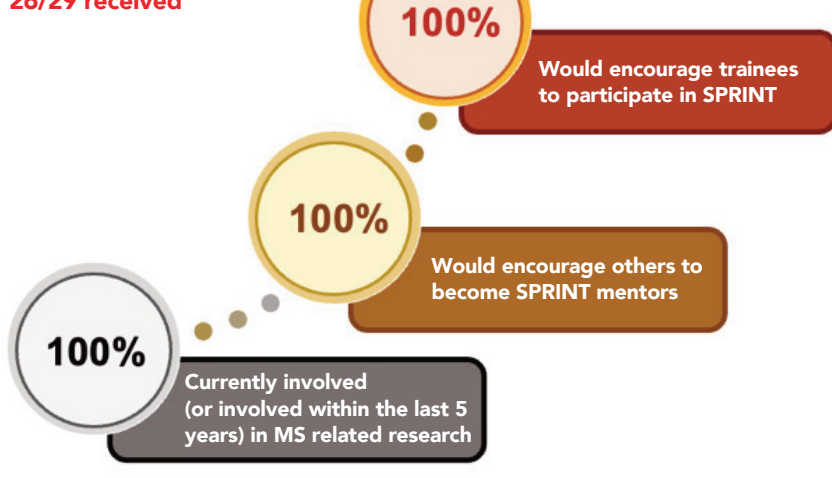 26/29 received
100%
Would encourage trainees
to participate in SPRINT
100%
Would encourage others to
become SPRINT mentors
100%
Currently involved
(or involved within the last 5
years) in MS related research